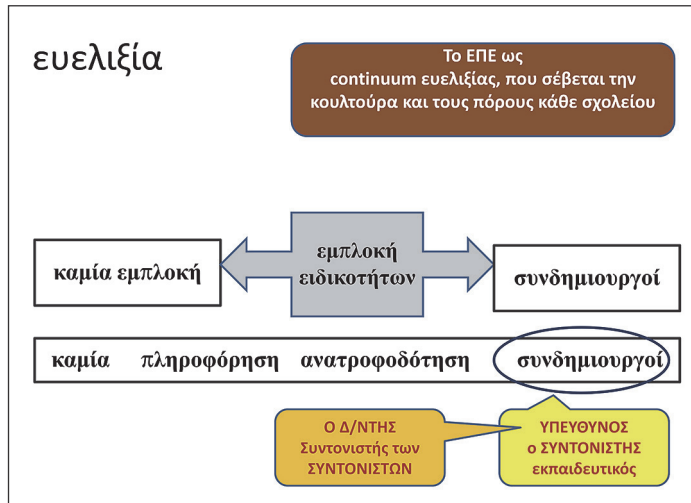 ευελιξία
Το ΕΠΕ ως
continuum ευελιξίας, που σέβεται την
κουλτούρα και τους πόρους κάθε σχολείου
καμία εμπλοκή
εμπλοκή
ειδικοτήτων
συνδημιουργοί
καμία πληροφόρηση ανατροφοδότηση συνδημιουργοί
Ο Δ/ΝΤΗΣ
Συντονιστής των
ΣΥΝΤΟΝΙΣΤΩΝ
ΥΠΕΥΘΥΝΟΣ
ο ΣΥΝΤΟΝΙΣΤΗΣ
εκπαιδευτικός